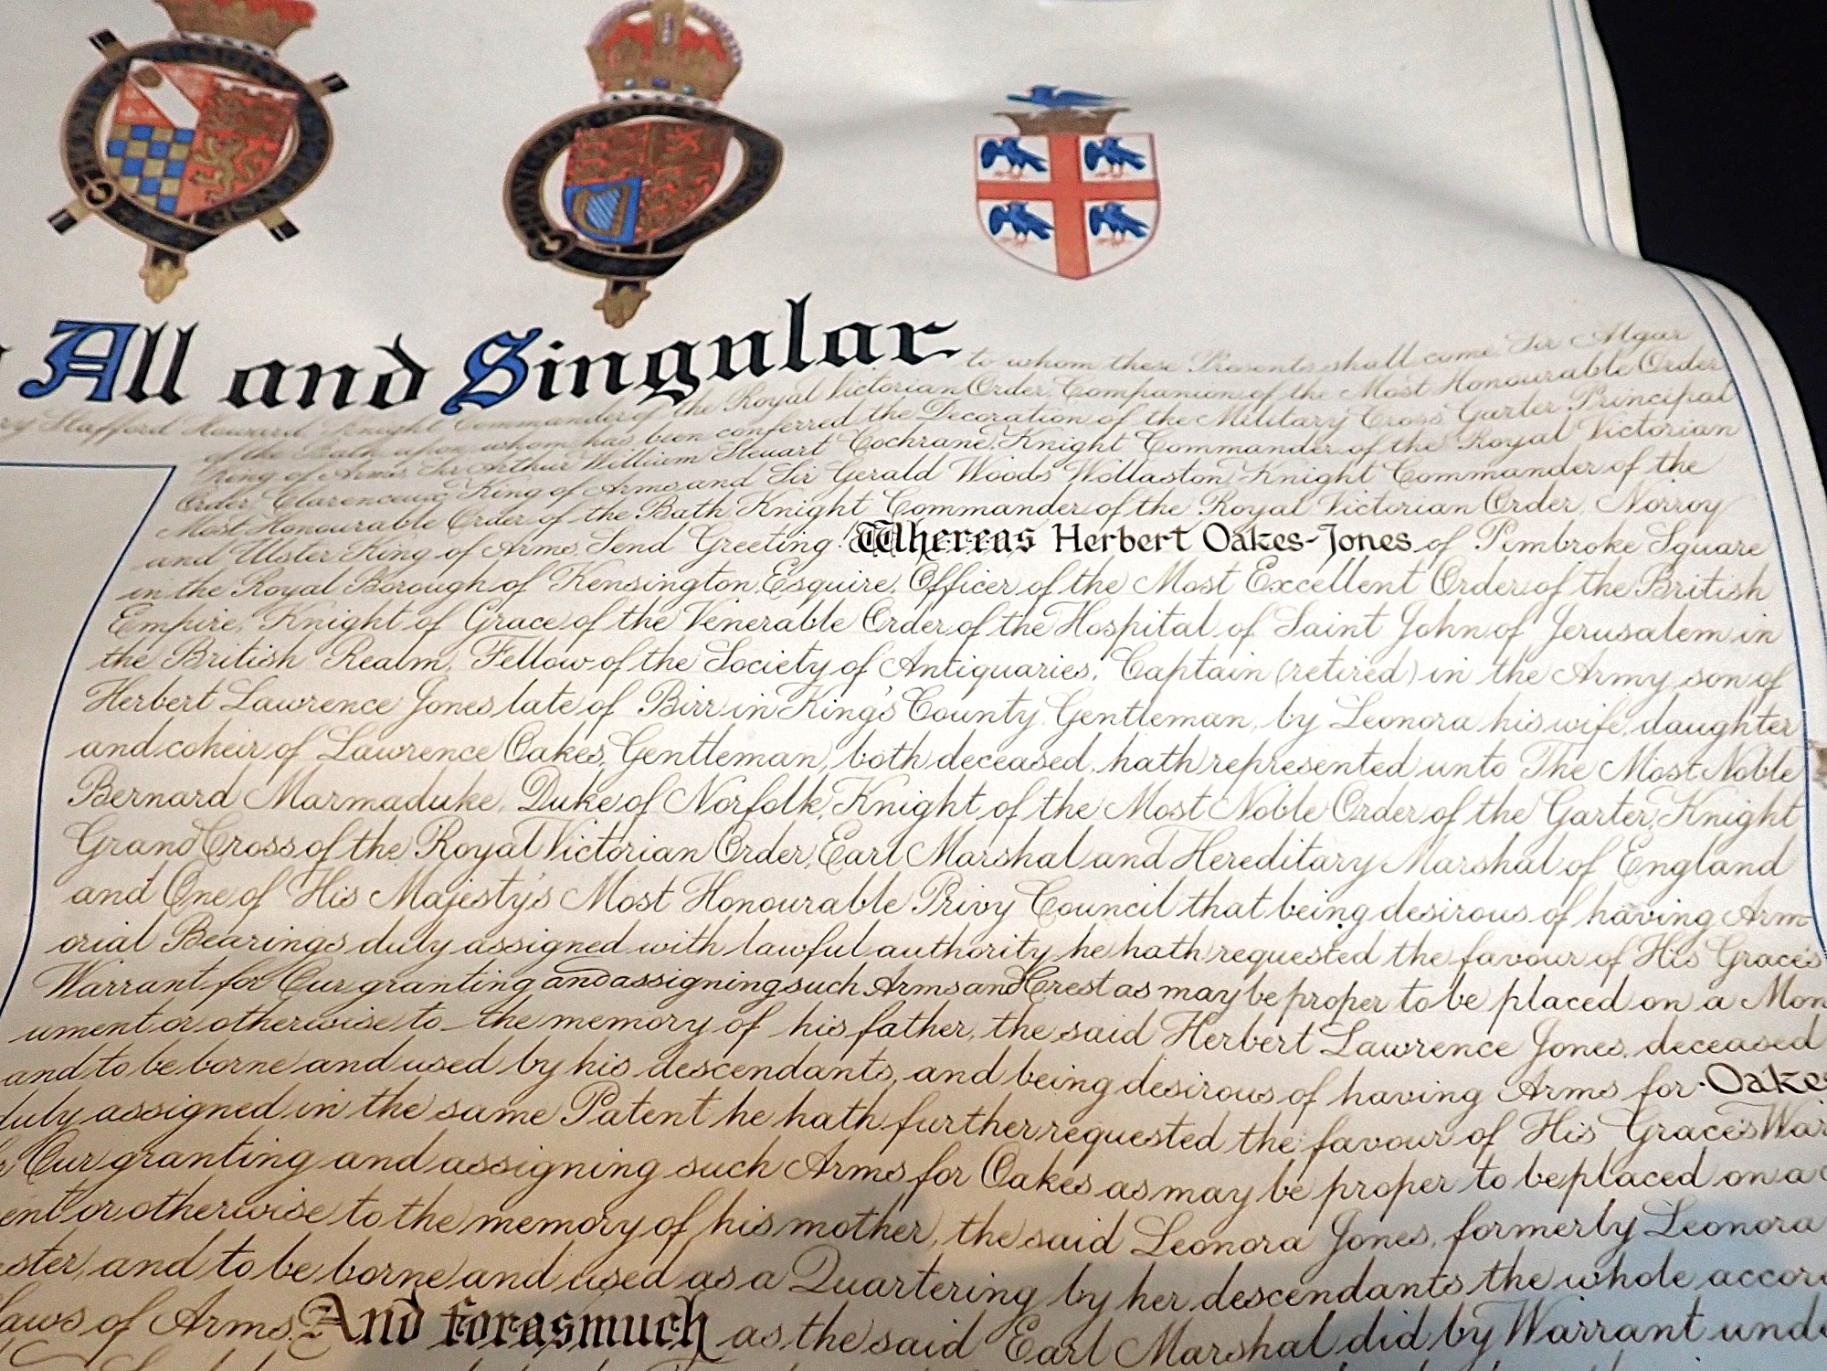 All and Singular to whom these Presents shall come Sir Algar
Stafford Howard, Knight Commander of the Royal Victorian Order, Companion of the Most Honourable Order
of the Bath upon whom has been conferred the Decoration of the Military Cross Garter Principal
King of Arms Sir Arthur William Steuart Cochrane, Knight Commander of the Royal Victorian
Order Clarenceux King of Arms and Sir Gerald Woods Wollaston Knight Commander of the
Most Honourable Order of the Bath Knight Commander of the Royal Victorian Order, Norroy
and Ulster King of Arms, Send Greeting! Whereas Herbert Oakes-Jones of Pembroke Square
in the Royal Borough of Kensington, Esquire, Officer of the Most Excellent Order of the British
Empire, Knight of Grace of the Venerable Order of the Hospital of Saint John of Jerusalem in
the British Realm, Fellow of the Society of Antiquaries, Captain (retired) in the Army, son of
Herbert Lawrence Jones late of Birr in King's County, Gentleman, by Leonora his wife, daughter
and coheir of Lawrence Oakes, Gentleman, both deceased, hath represented unto The Most Noble
Bernard Marmaduke, Duke of Norfolk, Knight of the Most Noble Order of the Garter, Knight
Grand Cross of the Royal Victorian Order, Earl Marshal and Hereditary Marshal of England
and One of His Majesty's Most Honourable Privy Council that being desirous of having Arm-
orial Bearings duly assigned with lawful authority he hath requested the favour of His Grace's
Warrant for Our granting and assigning such Arms and Crest as may be proper to be placed on a Mon
ument or otherwise to the memory of his father, the said Herbert Lawrence Jones, deceased
and to be borne and used by his descendants, and being desirous of having Arms for Oakes
duly assigned in the same Patent he hath further requested the favour of His Grace's War
Our granting and assigning such Arms for Oakes as may be proper to be placed on a
ent or otherwise to the memory of his mother, the said Leonora Jones, formerly Leonora
ster, and to be borne and used as a Quartering by her descendants the whole accor
laws of Arms And forasmuch as the said Earl Marshal did by Warrant und